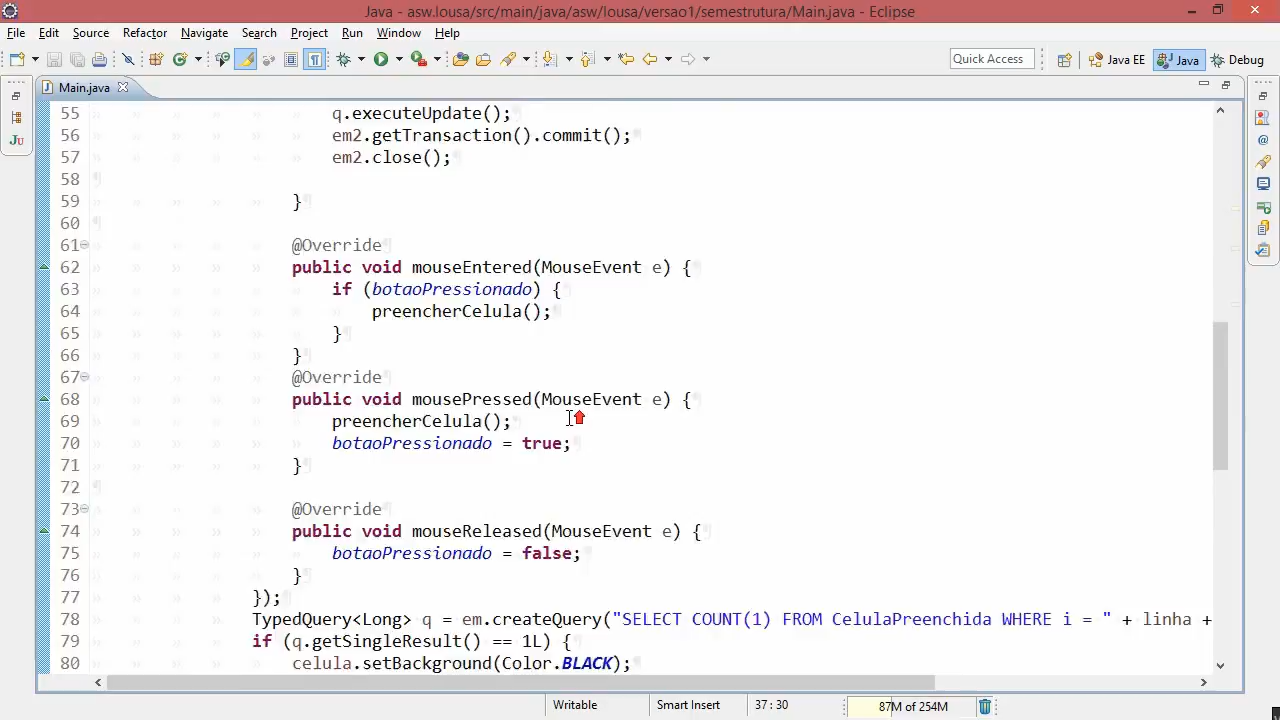 Java - asw.lousa/src/main/java/asw/lousa/versao1/semestrutura/Main.java - Eclipse
File Edit Source Refactor Navigate Search Project Run Window Help
Quick Access Java EE Java Debug
Main.java
55 q.executeUpdate();
56 em2.getTransaction().commit();
57 em2.close();
58
59 }
60
61 @Override
62 public void mouseEntered(MouseEvent e) {
63 if (botaoPressionado) {
64 preencherCelula();
65 }
66 }
67 @Override
68 public void mousePressed(MouseEvent e) {
69 preencherCelula();
70 botaoPressionado = true;
71 }
72
73 @Override
74 public void mouseReleased(MouseEvent e) {
75 botaoPressionado = false;
76 }
77 });
78 TypedQuery<Long> q = em.createQuery("SELECT COUNT(1) FROM CelulaPreenchida WHERE i = " + linha +
79 if (q.getSingleResult() == 1L) {
80 celula.setBackground(Color.BLACK);
Writable Smart Insert 37 : 30 87M of 254M